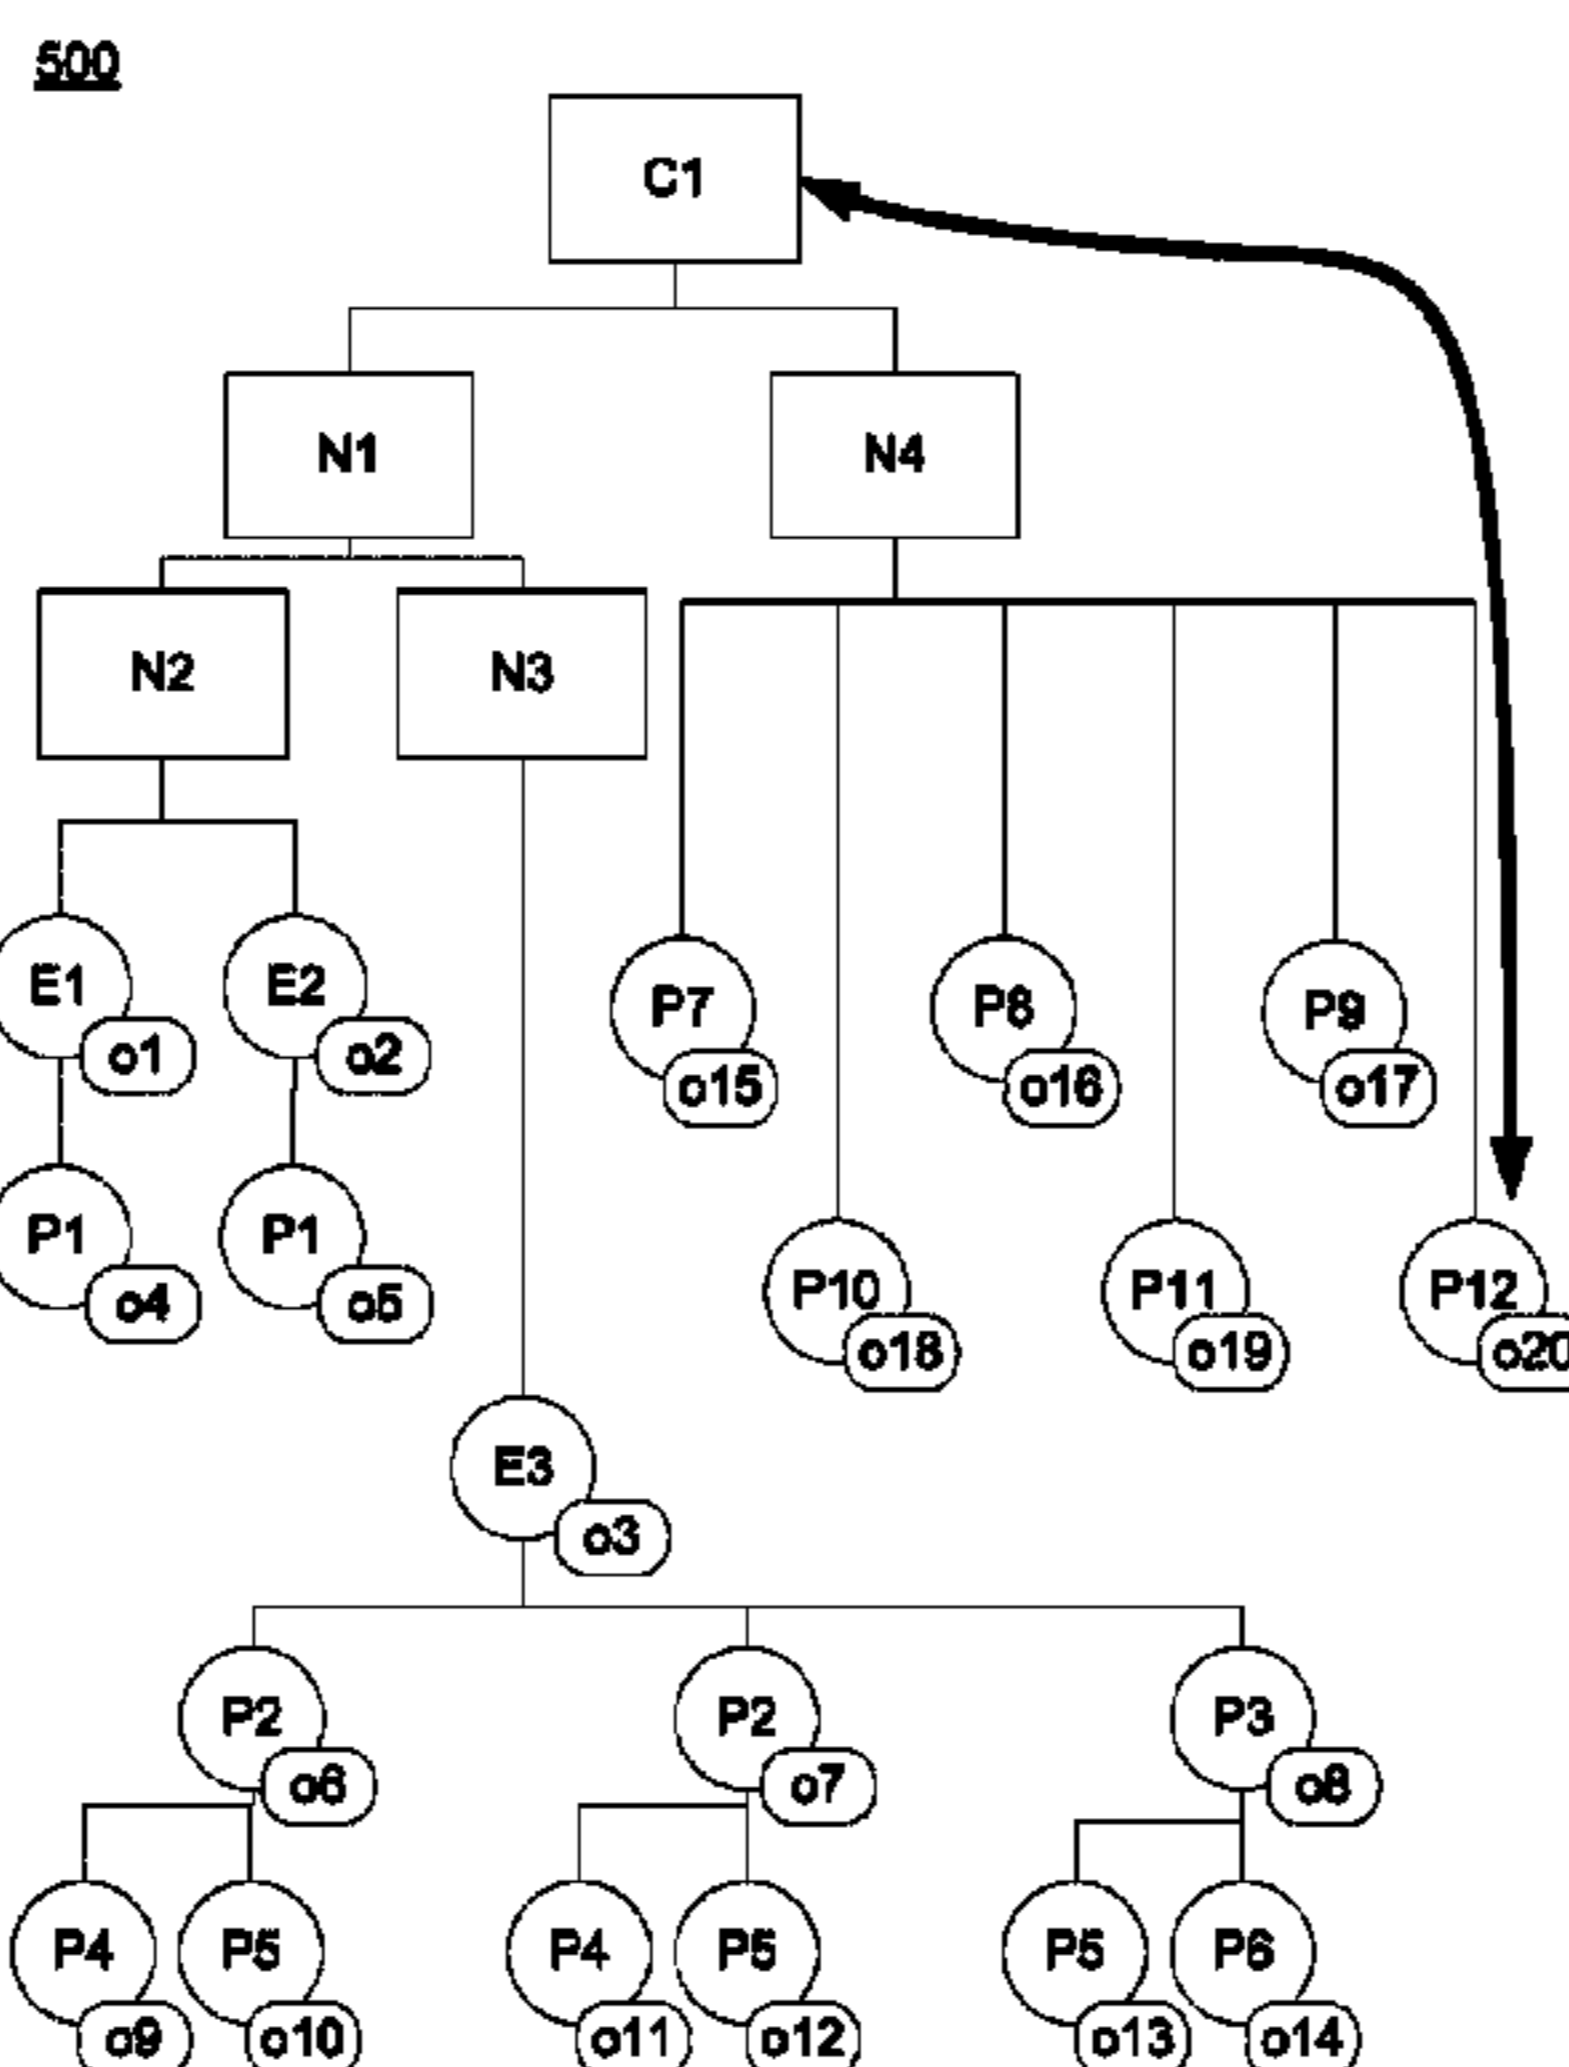 500
C1
N1 N4
N2 N3
E1 E2 P7 P8 P9
o1 o2 o15 o16 o17
P1 P1 P10 P11 P12
o4 o5 o18 o19 o20
E3
o3
P2 P2 P3
o6 o7 o8
P4 P5 P4 P5 P5 P6
o9 o10 o11 o12 o13 o14